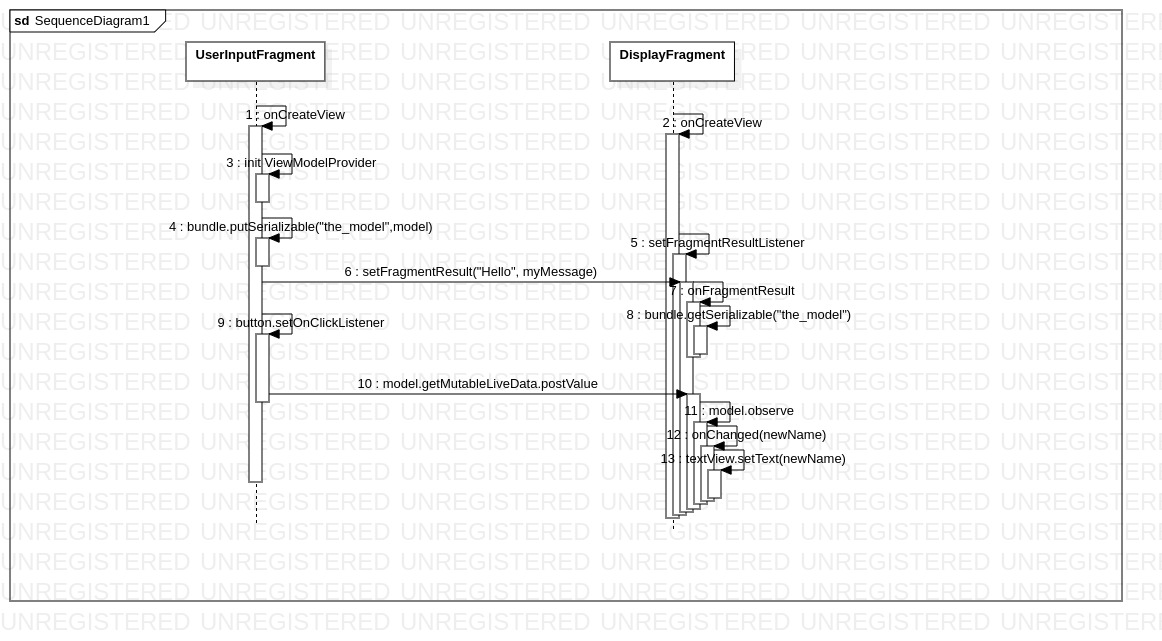 sd SequenceDiagram1
UserInputFragment
DisplayFragment
1 : onCreateView
2 : onCreateView
3 : init ViewModelProvider
4 : bundle.putSerializable("the_model",model)
5 : setFragmentResultListener
6 : setFragmentResult("Hello", myMessage)
7 : onFragmentResult
8 : bundle.getSerializable("the_model")
9 : button.setOnClickListener
10 : model.getMutableLiveData.postValue
11 : model.observe
12 : onChanged(newName)
13 : textView.setText(newName)
UNREGISTERED UNREGISTERED UNREGISTERED UNREGISTERED UNREGISTERED UNREGISTERED